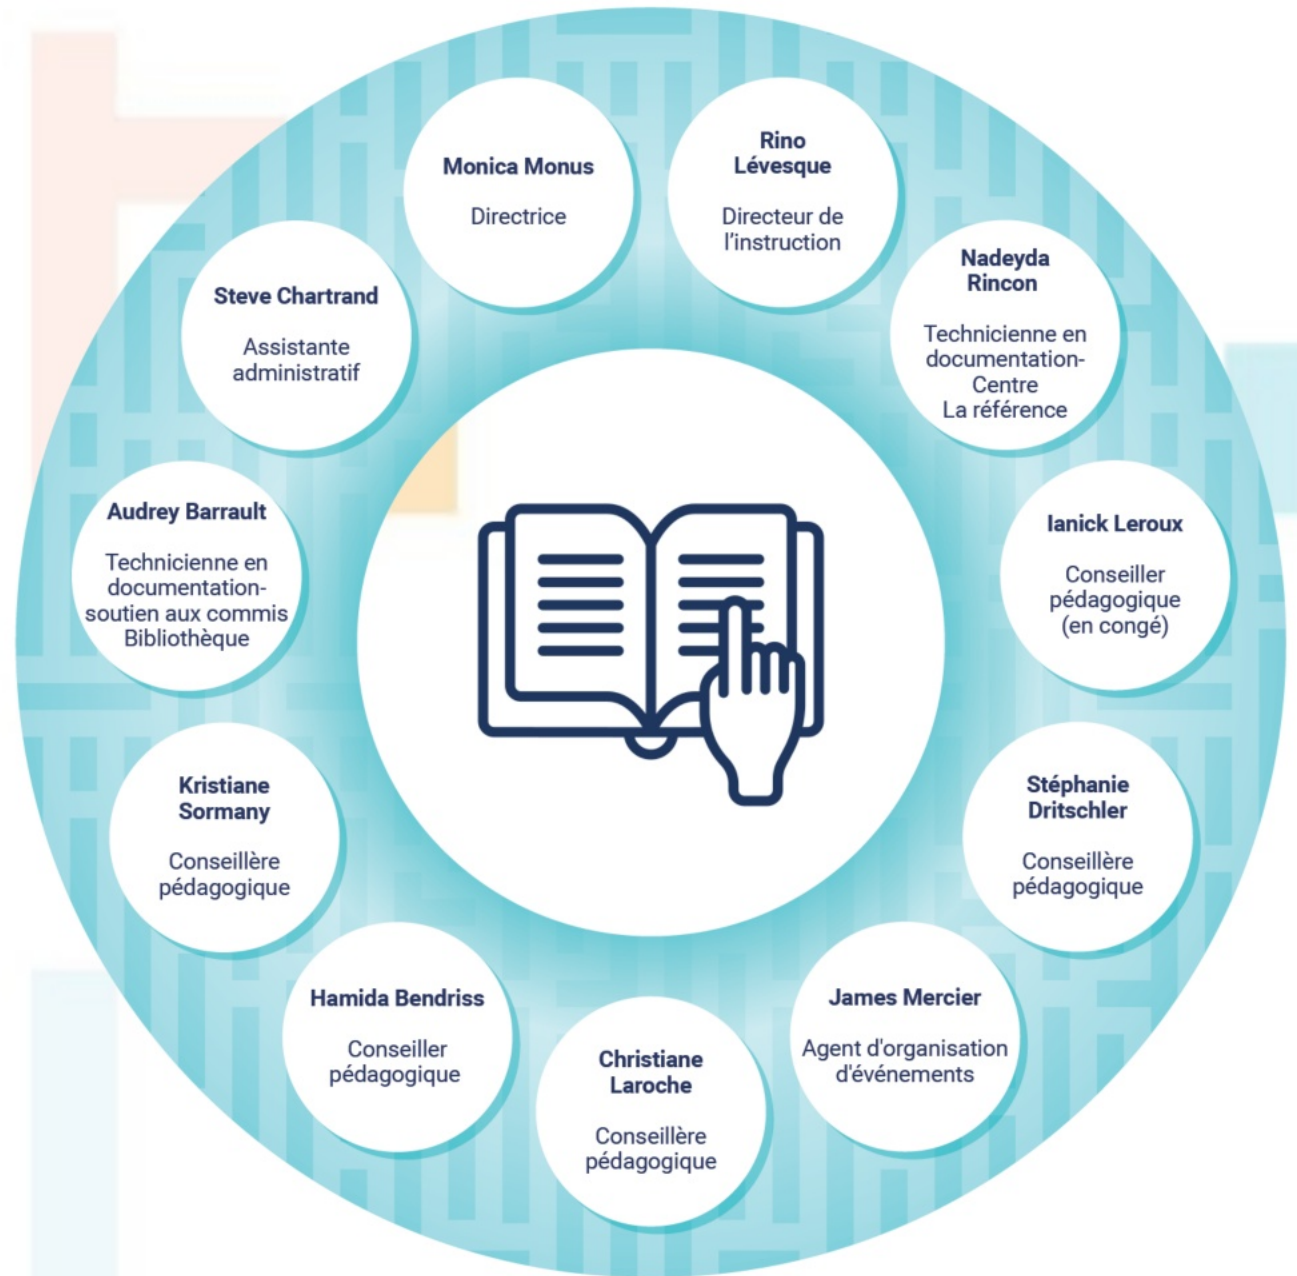 Monica Monus
Directrice
Rino
Lévesque
Directeur de
l'instruction
Nadeyda
Rincon
Technicienne en
documentation-
Centre
La référence
Ianick Leroux
Conseiller
pédagogique
(en congé)
Stéphanie
Dritschler
Conseillère
pédagogique
James Mercier
Agent d'organisation
d'événements
Christiane
Laroche
Conseillère
pédagogique
Hamida Bendriss
Conseiller
pédagogique
Kristiane
Sormany
Conseillère
pédagogique
Audrey Barrault
Technicienne en
documentation-
soutien aux commis
Bibliothèque
Steve Chartrand
Assistante
administratif